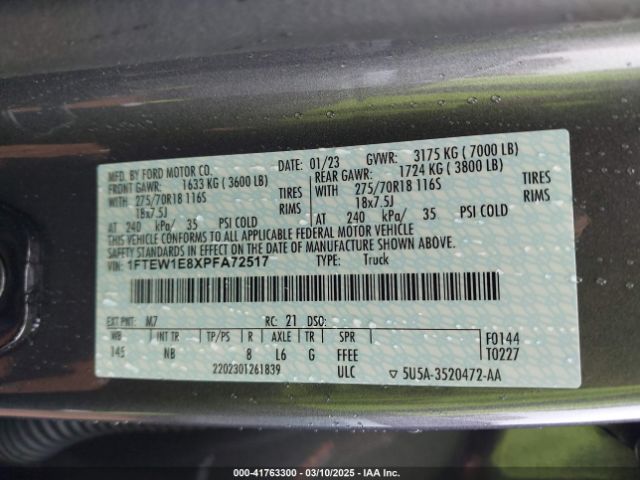 MFD. BY FORD MOTOR CO.
DATE: 01/23 GVWR: 3175 KG ( 7000 LB)
FRONT GAWR: 1633 KG ( 3600 LB)
REAR GAWR: 1724 KG ( 3800 LB)
WITH 275/70R18 116S TIRES
WITH 275/70R18 116S TIRES
18x7.5J RIMS
18x7.5J RIMS
AT 240 kPa/ 35 PSI COLD
AT 240 kPa/ 35 PSI COLD
THIS VEHICLE CONFORMS TO ALL APPLICABLE FEDERAL MOTOR VEHICLE
SAFETY, BUMPER, AND THEFT PREVENTION STANDARDS IN EFFECT ON THE DATE OF MANUFACTURE SHOWN ABOVE.
VIN: 1FTEW1E8XPFA72517 TYPE: Truck
EXT PNT: M7 RC: 21 DSO:
WB INT TR TP/PS R AXLE TR SPR F0144
145 NB 8 L6 G FFEE T0227
2202301261839 ULC 5U5A-3520472-AA
000-41763300 — 03/10/2025 — IAA Inc.